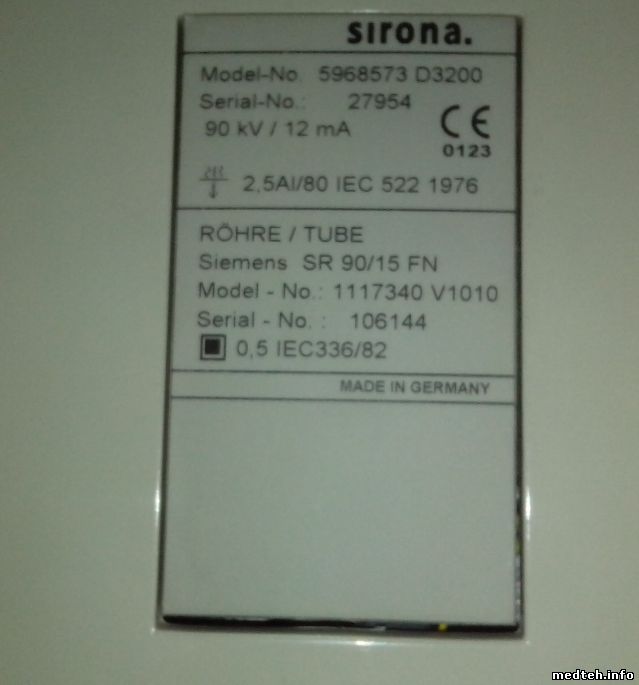 sırona.
Model-No. 5968573 D3200
Serial-No.: 27954
90 kV / 12 mA
CE
0123
2,5Al/80 IEC 522 1976
RÖHRE / TUBE
Siemens SR 90/15 FN
Model - No.: 1117340 V1010
Serial - No. : 106144
0,5 IEC336/82
MADE IN GERMANY
medteh.info